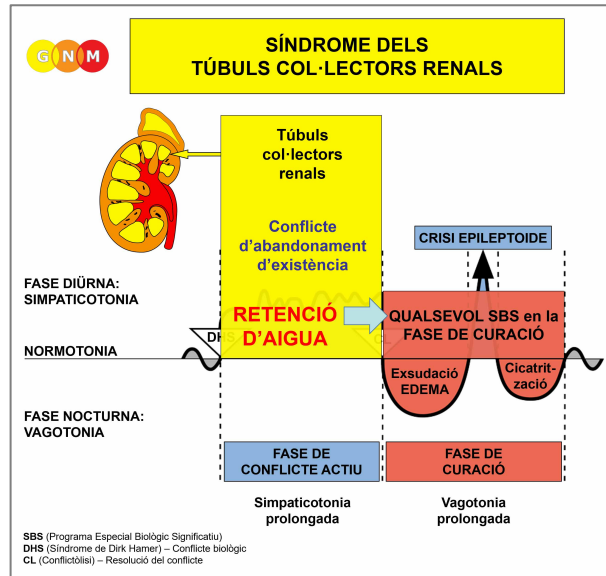 G N M
SÍNDROME DELS
TÚBULS COL·LECTORS RENALS
Túbuls
col·lectors
renals
Conflicte
d'abandonament
d'existència
CRISI EPILEPTOIDE
FASE DIÜRNA:
SIMPATICOTONIA
RETENCIÓ
D'AIGUA
QUALSEVOL SBS en la
FASE DE CURACIÓ
DHS
CL
NORMOTONIA
Exsudació
EDEMA
Cicatrit-
zació
FASE NOCTURNA:
VAGOTONIA
FASE DE
CONFLICTE ACTIU
FASE DE
CURACIÓ
Simpaticotonia
prolongada
Vagotonia
prolongada
SBS (Programa Especial Biològic Significatiu)
DHS (Síndrome de Dirk Hamer) – Conflicte biològic
CL (Conflictòlisi) – Resolució del conflicte